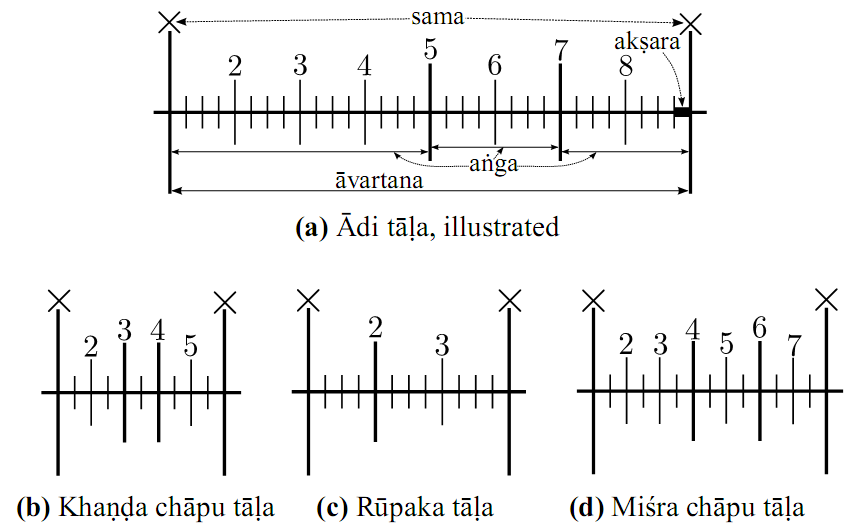 sama
akṣara
2 3 4 5 6 7 8
aṅga
āvartana
(a) Ādi tāḷa, illustrated
2 3 4 5
2 3
2 3 4 5 6 7
(b) Khaṇḍa chāpu tāḷa
(c) Rūpaka tāḷa
(d) Miśra chāpu tāḷa